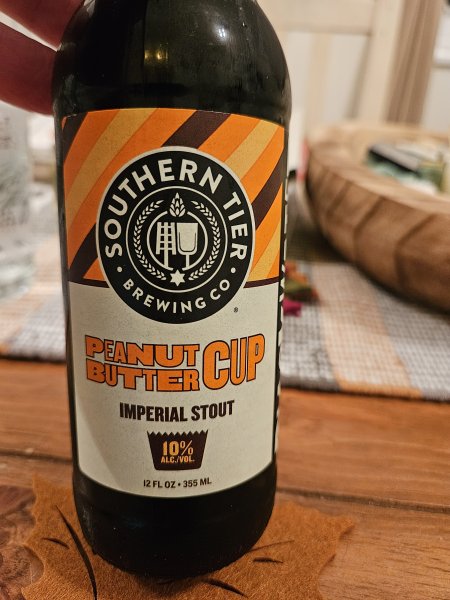 SOUTHERN TIER
BREWING CO.
®
PEANUT
BUTTER
CUP
IMPERIAL STOUT
10%
ALC./VOL.
12 FL OZ • 355 ML